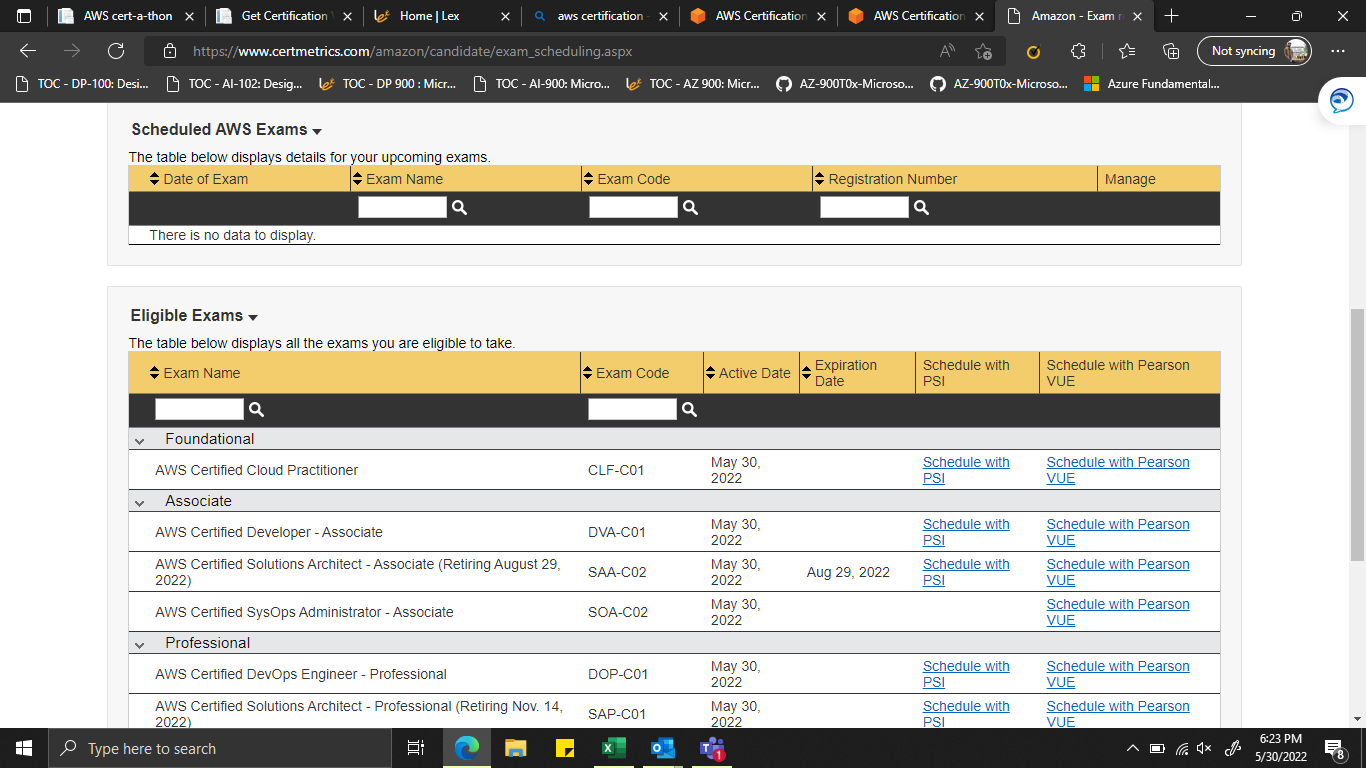 AWS cert-a-thon
Get Certification
Home | Lex
aws certification
AWS Certification
AWS Certification
Amazon - Exam r
https://www.certmetrics.com/amazon/candidate/exam_scheduling.aspx
Not syncing
TOC - DP-100: Desi...
TOC - AI-102: Desig...
TOC - DP 900 : Micr...
TOC - AI-900: Micro...
TOC - AZ 900: Micr...
AZ-900T0x-Microso...
AZ-900T0x-Microso...
Azure Fundamental...
Scheduled AWS Exams
The table below displays details for your upcoming exams.
Date of Exam
Exam Name
Exam Code
Registration Number
Manage
There is no data to display.
Eligible Exams
The table below displays all the exams you are eligible to take.
Exam Name
Exam Code
Active Date
Expiration
Date
Schedule with
PSI
Schedule with Pearson
VUE
Foundational
AWS Certified Cloud Practitioner
CLF-C01
May 30,
2022
Schedule with
PSI
Schedule with Pearson
VUE
Associate
AWS Certified Developer - Associate
DVA-C01
May 30,
2022
Schedule with
PSI
Schedule with Pearson
VUE
AWS Certified Solutions Architect - Associate (Retiring August 29,
2022)
SAA-C02
May 30,
2022
Aug 29, 2022
Schedule with
PSI
Schedule with Pearson
VUE
AWS Certified SysOps Administrator - Associate
SOA-C02
May 30,
2022
Schedule with Pearson
VUE
Professional
AWS Certified DevOps Engineer - Professional
DOP-C01
May 30,
2022
Schedule with
PSI
Schedule with Pearson
VUE
AWS Certified Solutions Architect - Professional (Retiring Nov. 14,
2022)
SAP-C01
May 30,
2022
Schedule with
PSI
Schedule with Pearson
VUE
Type here to search
1
6:23 PM
5/30/2022
8